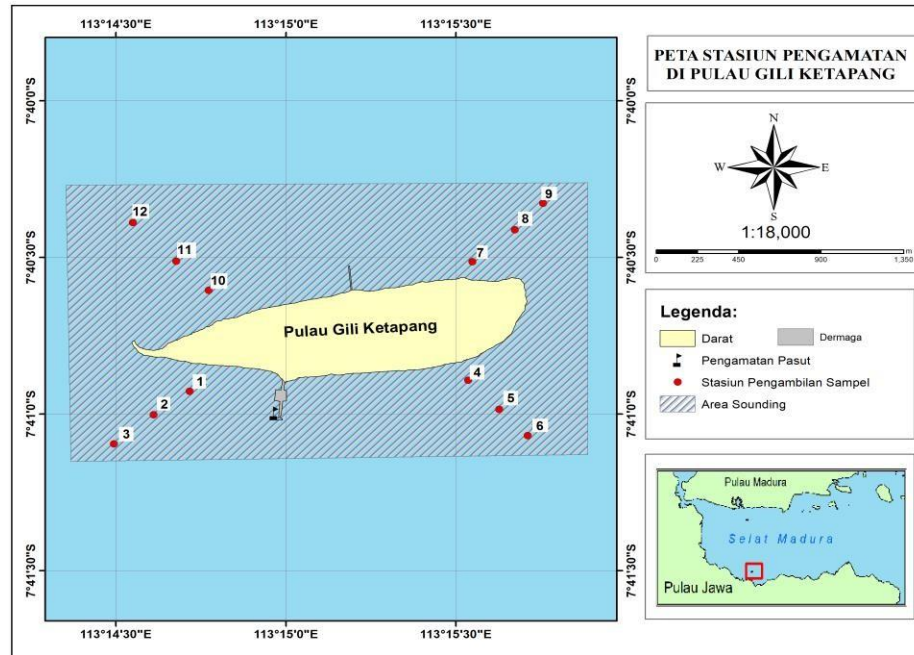 113°14'30"E 113°15'0"E 113°15'30"E
7°40'0"S
7°40'30"S
7°41'0"S
7°41'30"S
7°40'0"S
7°40'30"S
7°41'0"S
7°41'30"S
9
12
8
11
7
10
Pulau Gili Ketapang
1
4
2
5
3
6
113°14'30"E 113°15'0"E 113°15'30"E
PETA STASIUN PENGAMATAN
DI PULAU GILI KETAPANG
N
W E
S
1:18,000
m
0 225 450 900 1,350
Legenda:
Darat Dermaga
Pengamatan Pasut
Stasiun Pengambilan Sampel
Area Sounding
Pulau Madura
Selat Madura
Pulau Jawa